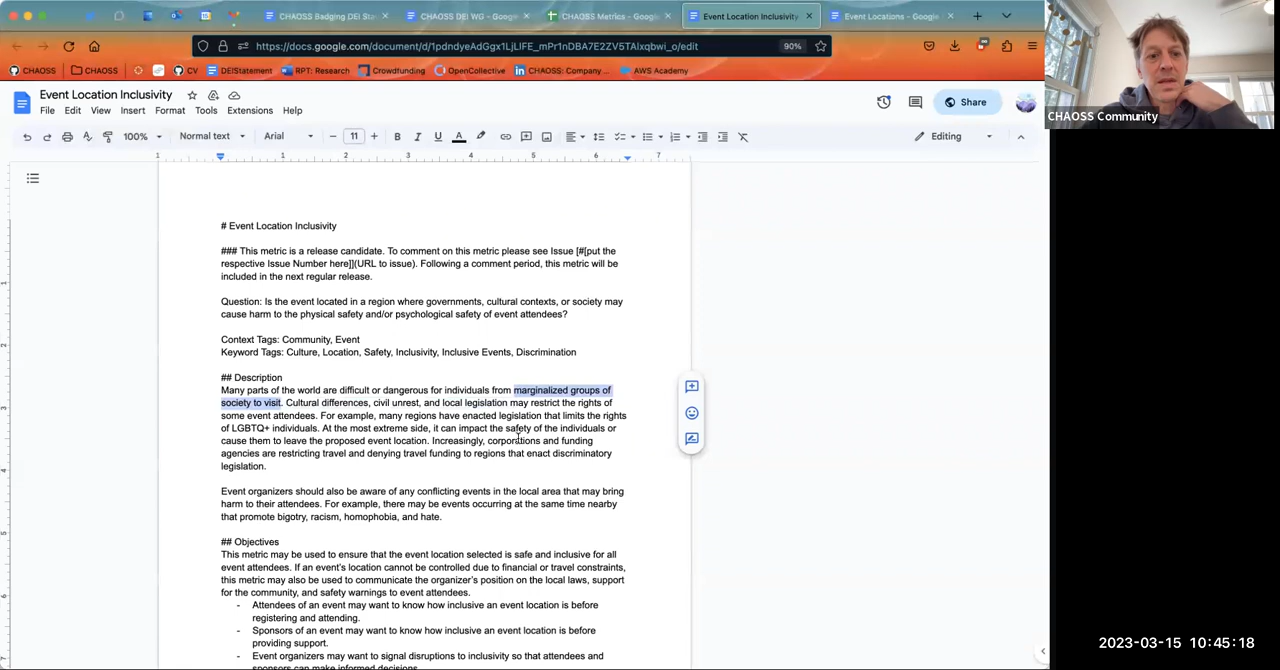 CHAOSS Badging DEI Sta
CHAOSS DEI WG - Google
CHAOSS Metrics - Google
Event Location Inclusivity
Event Locations - Google
https://docs.google.com/document/d/1pdndyeAdGgx1LjLIFE_mPr1nDBA7E2ZV5TAlxqbwi_o/edit
90%
CHAOSS
CHAOSS
CV
DEIStatement
RPT: Research
Crowdfunding
OpenCollective
CHAOSS: Company ...
AWS Academy
Event Location Inclusivity
File Edit View Insert Format Tools Extensions Help
Share
100% Normal text Arial 11 Editing
1 1 2 3 4 5 6 7
# Event Location Inclusivity
### This metric is a release candidate. To comment on this metric please see Issue [#[put the
respective Issue Number here]](URL to issue). Following a comment period, this metric will be
included in the next regular release.
Question: Is the event located in a region where governments, cultural contexts, or society may
cause harm to the physical safety and/or psychological safety of event attendees?
Context Tags: Community, Event
Keyword Tags: Culture, Location, Safety, Inclusivity, Inclusive Events, Discrimination
## Description
Many parts of the world are difficult or dangerous for individuals from marginalized groups of
society to visit. Cultural differences, civil unrest, and local legislation may restrict the rights of
some event attendees. For example, many regions have enacted legislation that limits the rights
of LGBTQ+ individuals. At the most extreme side, it can impact the safety of the individuals or
cause them to leave the proposed event location. Increasingly, corporations and funding
agencies are restricting travel and denying travel funding to regions that enact discriminatory
legislation.
Event organizers should also be aware of any conflicting events in the local area that may bring
harm to their attendees. For example, there may be events occurring at the same time nearby
that promote bigotry, racism, homophobia, and hate.
## Objectives
This metric may be used to ensure that the event location selected is safe and inclusive for all
event attendees. If an event's location cannot be controlled due to financial or travel constraints,
this metric may also be used to communicate the organizer's position on the local laws, support
for the community, and safety warnings to event attendees.
- Attendees of an event may want to know how inclusive an event location is before
registering and attending.
- Sponsors of an event may want to know how inclusive an event location is before
providing support.
- Event organizers may want to signal disruptions to inclusivity so that attendees and
sponsors can make informed decisions.
CHAOSS Community
2023-03-15 10:45:18